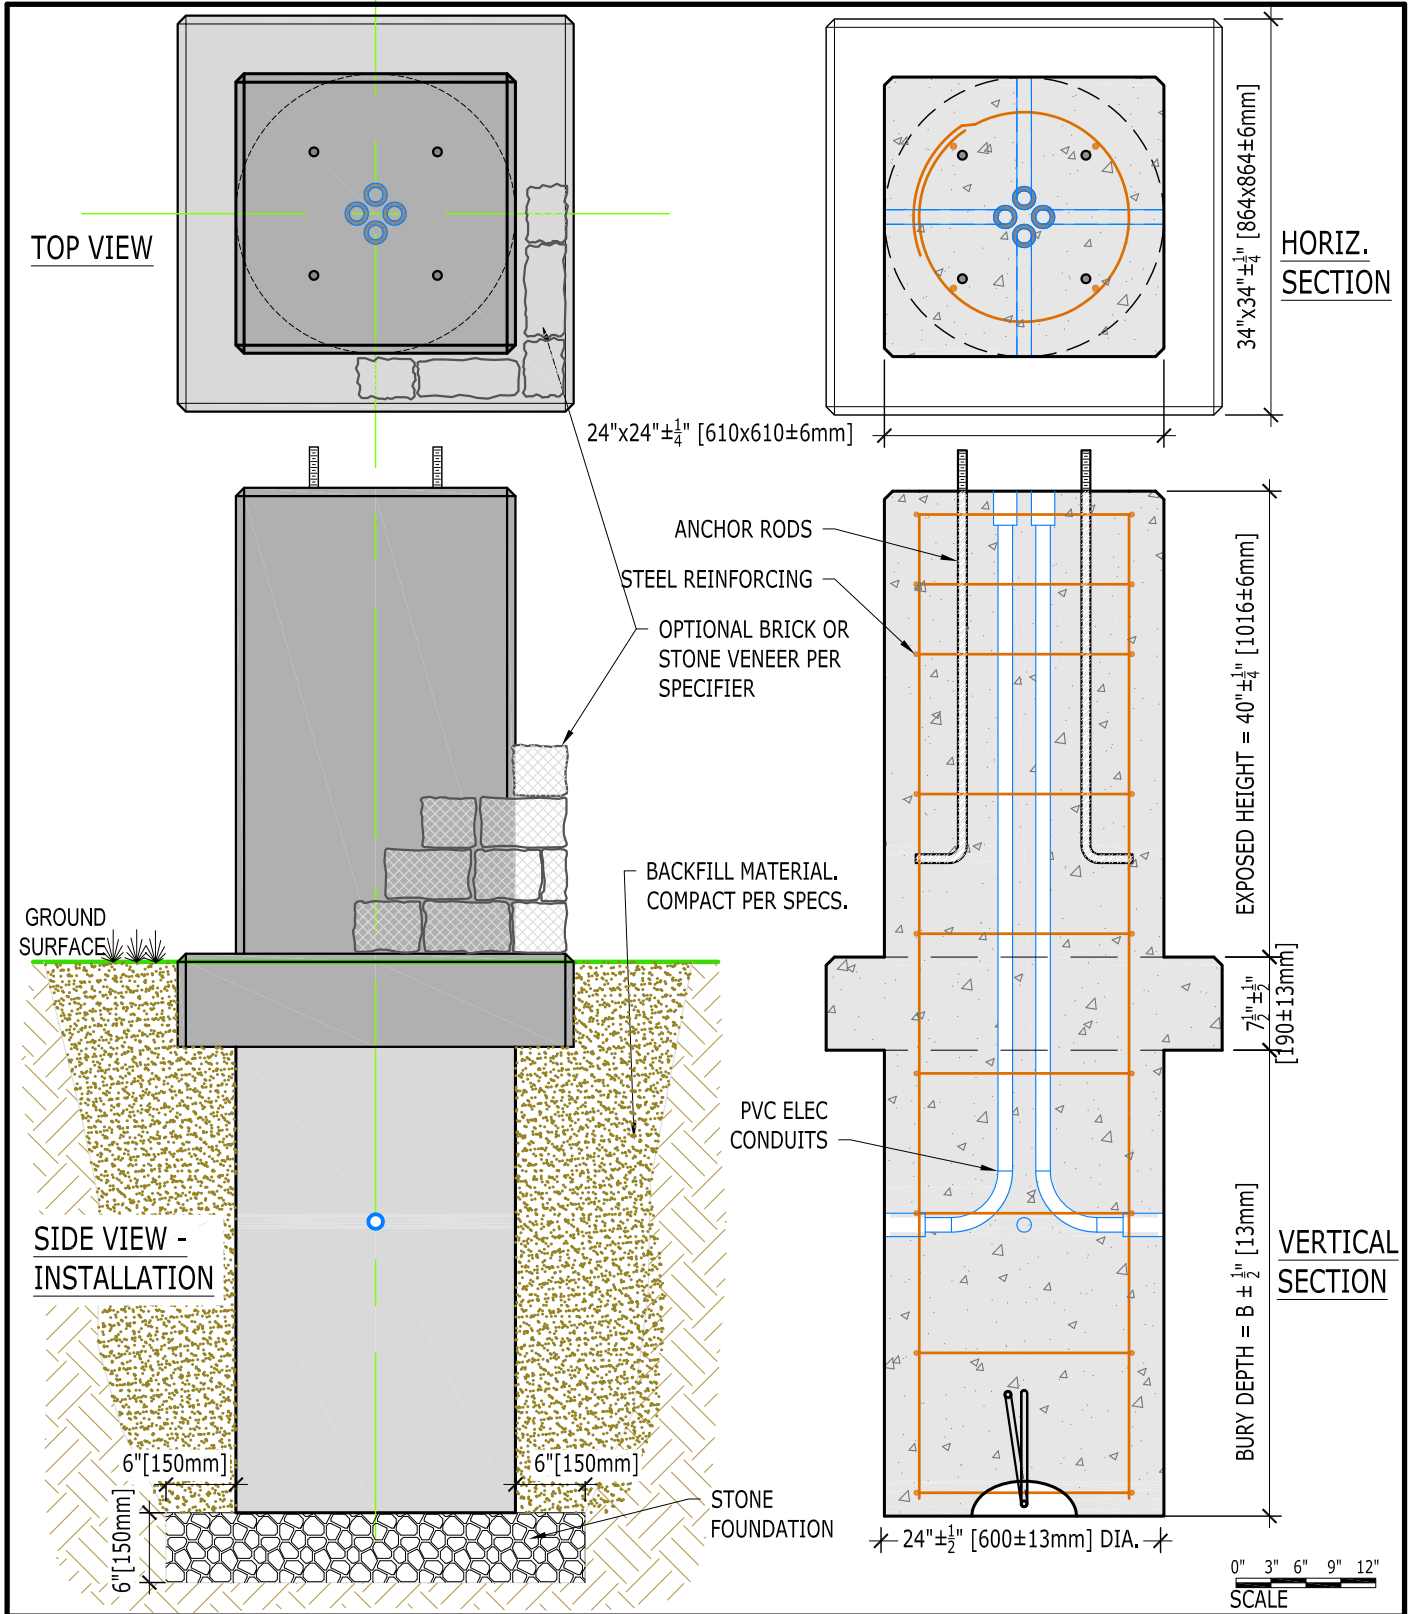 TOP VIEW
HORIZ.
SECTION
34"x34"±1/4" [864x864±6mm]
24"x24"±1/4" [610x610±6mm]
ANCHOR RODS
STEEL REINFORCING
OPTIONAL BRICK OR
STONE VENEER PER
SPECIFIER
EXPOSED HEIGHT = 40"±1/4" [1016±6mm]
BACKFILL MATERIAL.
COMPACT PER SPECS.
GROUND
SURFACE
7 1/2"±1/2"
[190±13mm]
PVC ELEC
CONDUITS
SIDE VIEW -
INSTALLATION
VERTICAL
SECTION
BURY DEPTH = B ± 1/2" [13mm]
6"[150mm]
6"[150mm]
6"[150mm]
STONE
FOUNDATION
24"±1/2" [600±13mm] DIA.
0" 3" 6" 9" 12"
SCALE